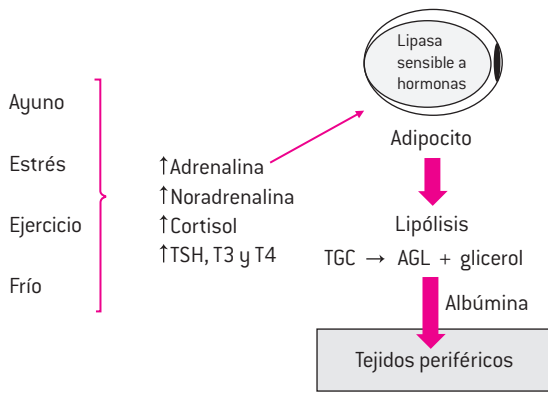 Ayuno
Estrés
Ejercicio
Frío
↑Adrenalina
↑Noradrenalina
↑Cortisol
↑TSH, T3 y T4
Lipasa
sensible a
hormonas
Adipocito
Lipólisis
TGC → AGL + glicerol
Albúmina
Tejidos periféricos